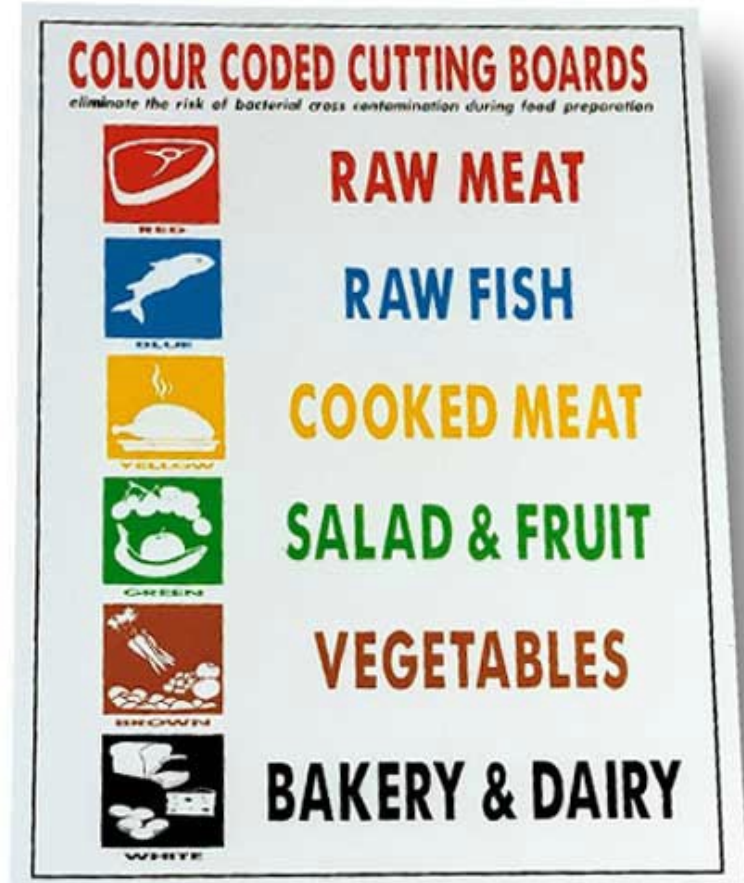 COLOUR CODED CUTTING BOARDS
eliminate the risk of bacterial cross contamination during food preparation
RAW MEAT
RED
RAW FISH
BLUE
COOKED MEAT
YELLOW
SALAD & FRUIT
GREEN
VEGETABLES
BROWN
BAKERY & DAIRY
WHITE